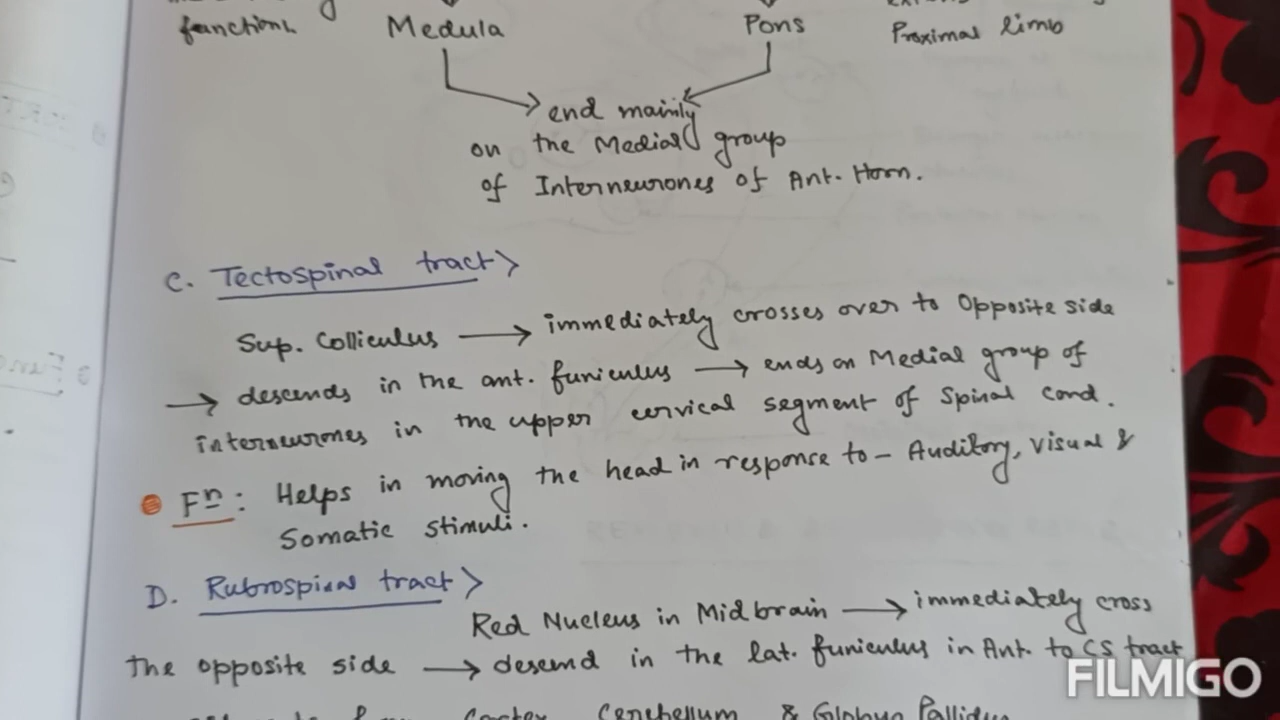 function.
Medula
Pons
Proximal limb
end mainly
on the Medial group
of Interneurones of Ant. Horn.
C. Tectospinal tract>
Sup. Colliculus → immediately crosses over to Opposite side
→ descends in the ant. funiculus → ends on Medial group of
interneurones in the upper cervical segment of Spinal cord.
Fn: Helps in moving the head in response to - Auditory, visual &
Somatic stimuli.
D. Rubrospinal tract>
Red Nucleus in Midbrain → immediately cross
the opposite side → descend in the lat. funiculus in Ant. to CS tract
Cortex, Cerebellum & Globus Pallidus
FILMIGO